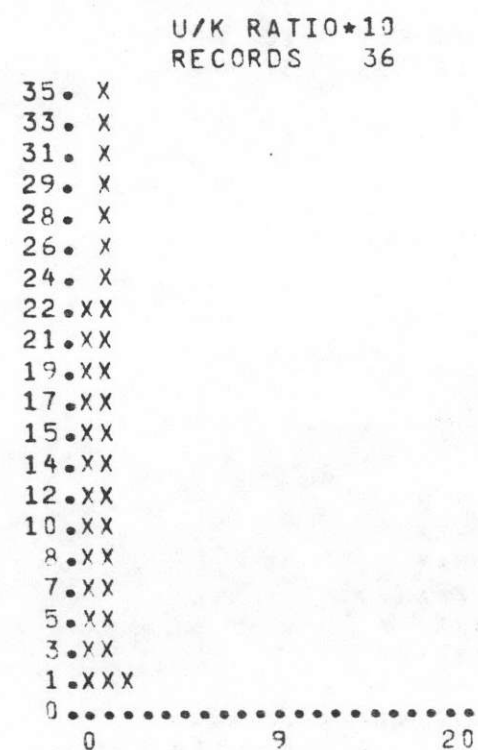 U/K RATIO*10
RECORDS 36
35. X
33. X
31. X
29. X
28. X
26. X
24. X
22.XX
21.XX
19.XX
17.XX
15.XX
14.XX
12.XX
10.XX
8.XX
7.XX
5.XX
3.XX
1.XXX
0......................
0 9 20